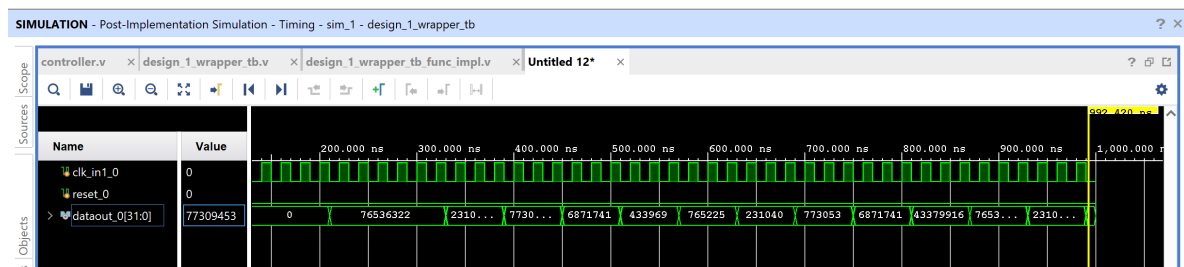 SIMULATION - Post-Implementation Simulation - Timing - sim_1 - design_1_wrapper_tb
controller.v
design_1_wrapper_tb.v
design_1_wrapper_tb_func_impl.v
Untitled 12*
Scope
Sources
Objects
992.420 ns
Name Value
200.000 ns 300.000 ns 400.000 ns 500.000 ns 600.000 ns 700.000 ns 800.000 ns 900.000 ns 1,000.000 n
clk_in1_0 0
reset_0 0
dataout_0[31:0] 77309453 0 76536322 2310... 7730... 6871741 433969 765225 231040 773053 6871741 43379916 7653... 2310...